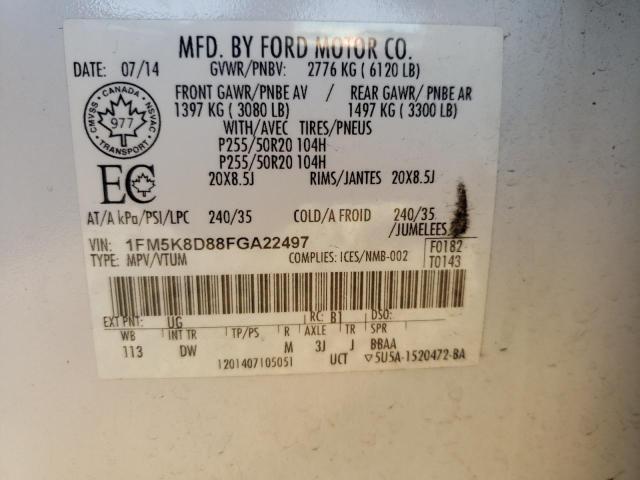 MFD. BY FORD MOTOR CO.
DATE: 07/14 GVWR/PNBV: 2776 KG ( 6120 LB)
FRONT GAWR/PNBE AV / REAR GAWR/ PNBE AR
1397 KG ( 3080 LB) 1497 KG ( 3300 LB)
CANADA
CMVSS 977 NSVAC
TRANSPORT
WITH/AVEC TIRES/PNEUS
P255/50R20 104H
P255/50R20 104H
EC 20X8.5J RIMS/JANTES 20X8.5J
AT/A kPa/PSI/LPC 240/35 COLD/A FROID 240/35
/JUMELEES
VIN: 1FM5K8D88FGA22497 F0182
TYPE: MPV/VTUM COMPLIES: ICES/NMB-002 T0143
EXT PNT: UG RC: B1 DSO:
WB INT TR TP/PS R AXLE TR SPR
113 DW M 3J J BBAA
1201407105051 UCT ▽5U5A-1520472-BA